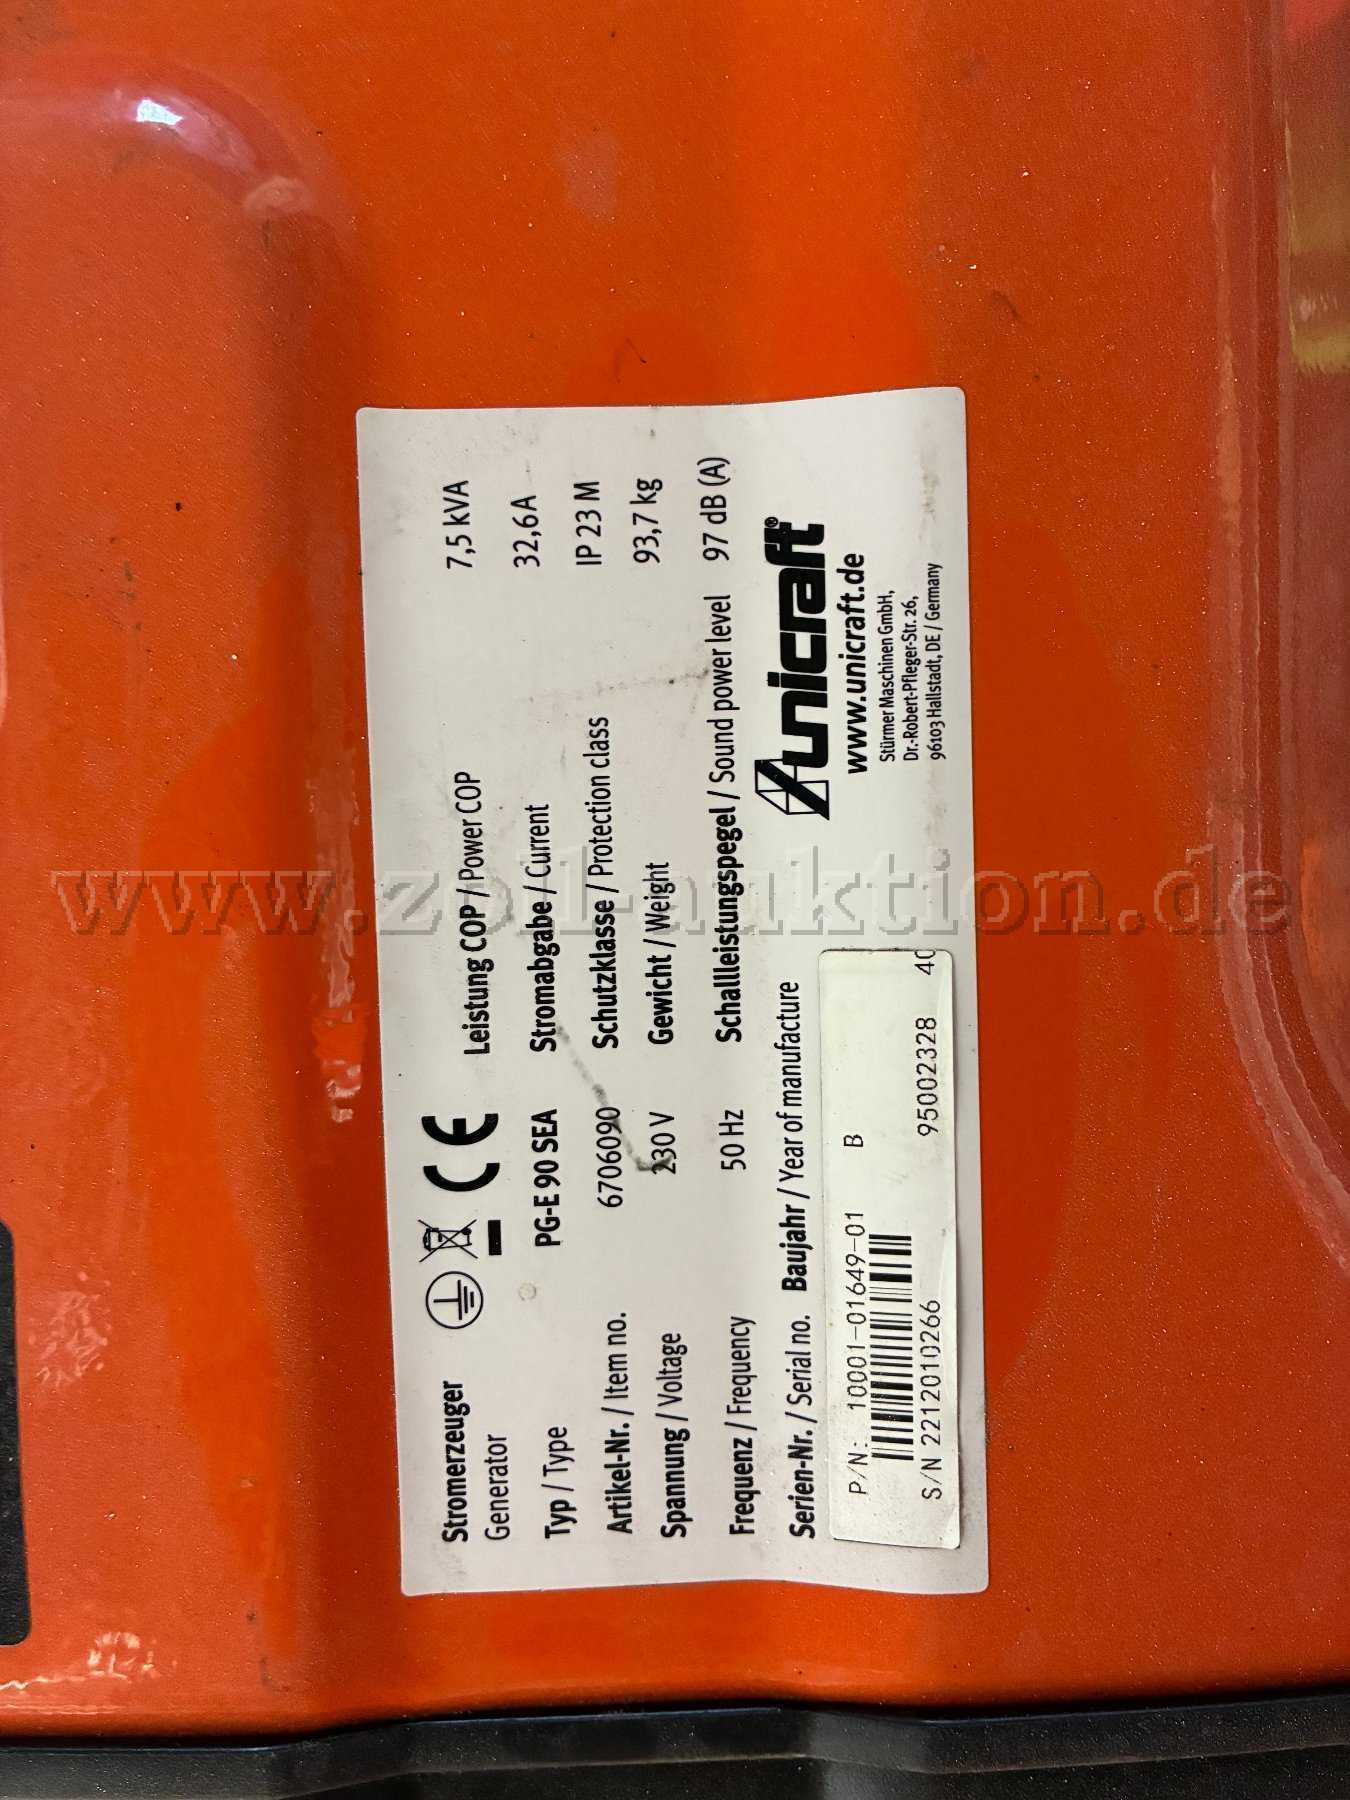 Stromerzeuger
Generator
CE
Typ / Type PG-E 90 SEA
Artikel-Nr. / Item no. 6706090
Spannung / Voltage 230 V
Frequenz / Frequency 50 Hz
Serien-Nr. / Serial no. Baujahr / Year of manufacture
Leistung COP / Power COP 7,5 kVA
Stromabgabe / Current 32,6A
Schutzklasse / Protection class IP 23 M
Gewicht / Weight 93,7 kg
Schallleistungspegel / Sound power level 97 dB (A)
P/N: 10001-01649-01 B
S/N 2212010266 95002328 40
unicraft®
www.unicraft.de
Stürmer Maschinen GmbH,
Dr.-Robert-Pfleger-Str. 26,
96103 Hallstadt, DE / Germany
www.zoll-auktion.de